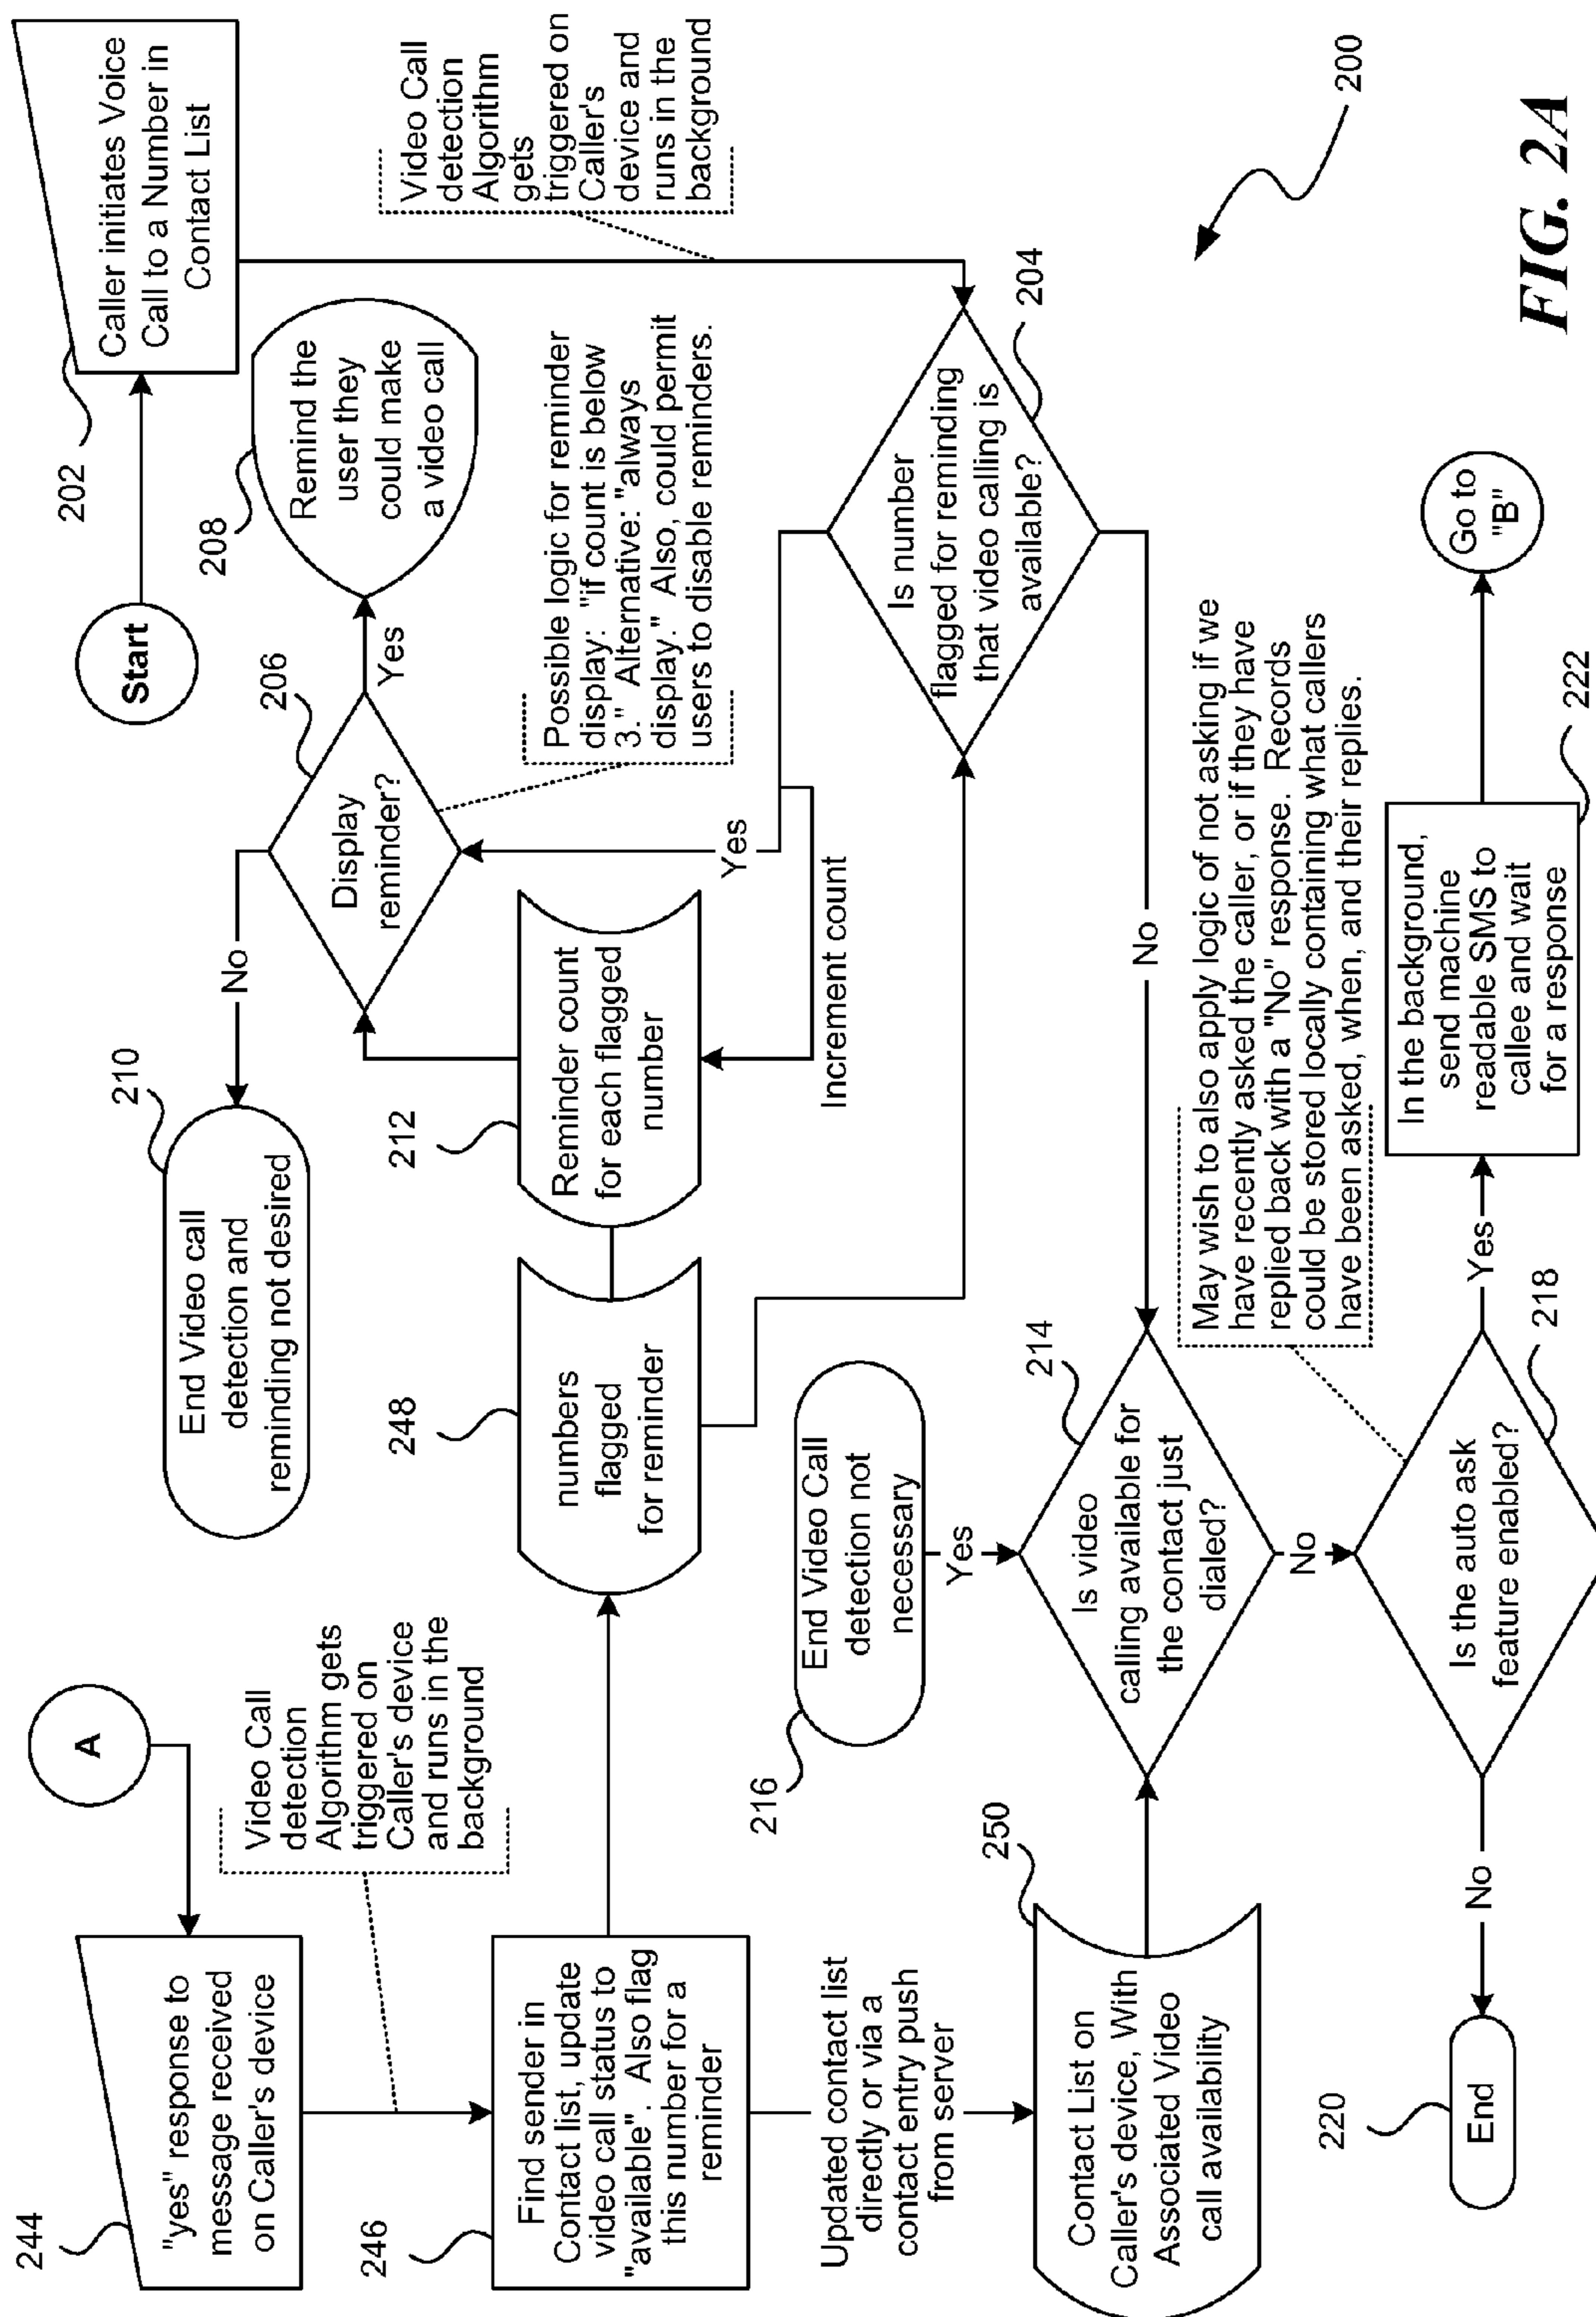 244
"yes" response to
message received
on Caller's device
A
Video Call
detection
Algorithm gets
triggered on
Caller's device
and runs in the
background
246
Find sender in
Contact list, update
video call status to
"available". Also flag
this number for a
reminder
Updated contact list
directly or via a
contact entry push
from server
250
Contact List on
Caller's device, With
Associated Video
call availability
210
End Video call
detection and
reminding not desired
248
numbers
flagged
for reminder
212
Reminder count
for each flagged
number
Increment count
No
206
Display
reminder?
Yes
Yes
208
Remind the
user they
could make
a video call
Start
202
Caller initiates Voice
Call to a Number in
Contact List
Possible logic for reminder
display: "if count is below
3." Alternative: "always
display." Also, could permit
users to disable reminders.
Video Call
detection
Algorithm
gets
triggered on
Caller's
device and
runs in the
background
204
Is number
flagged for reminding
that video calling is
available?
No
216
End Video Call
detection not
necessary
Yes
214
Is video
calling available for
the contact just
dialed?
No
May wish to also apply logic of not asking if we
have recently asked the caller, or if they have
replied back with a "No" response. Records
could be stored locally containing what callers
have been asked, when, and their replies.
218
Is the auto ask
feature enabled?
No
220
End
Yes
In the background,
send machine
readable SMS to
callee and wait
for a response
222
Go to
"B"
200
FIG. 2A